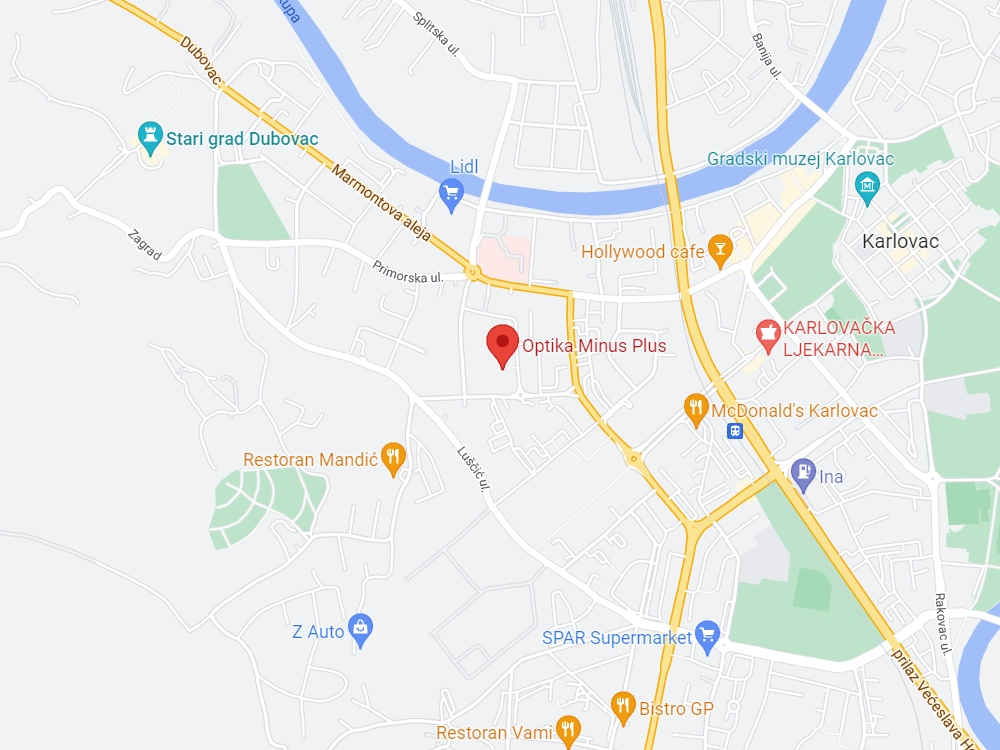 Kupa
Splitska ul.
Banija ul.
Dubovac
Stari grad Dubovac
Gradski muzej Karlovac
Lidl
Marmontova aleja
Karlovac
Zagrad
Hollywood cafe
Primorska ul.
KARLOVAČKA
LJEKARNA...
Optika Minus Plus
McDonald's Karlovac
Restoran Mandić
Luščić ul.
Ina
Rakovac ul.
Z Auto
SPAR Supermarket
prilaz Većeslava Ho
Bistro GP
Restoran Vami